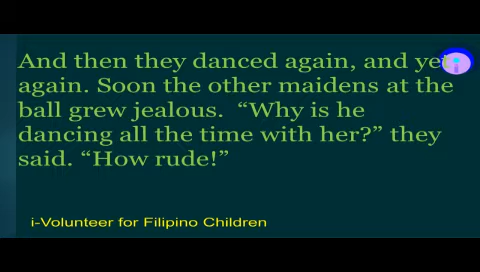 And then they danced again, and yet
again. Soon the other maidens at the
ball grew jealous.  “Why is he
dancing all the time with her?” they
said. “How rude!”
i-Volunteer for Filipino Children